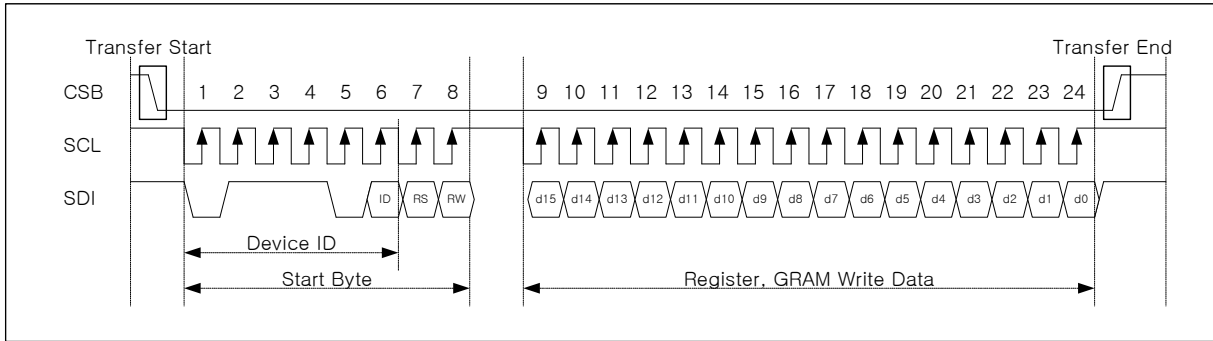 Transfer Start Transfer End
CSB 1 2 3 4 5 6 7 8 9 10 11 12 13 14 15 16 17 18 19 20 21 22 23 24
SCL
SDI ID RS RW d15 d14 d13 d12 d11 d10 d9 d8 d7 d6 d5 d4 d3 d2 d1 d0
Device ID
Start Byte Register, GRAM Write Data